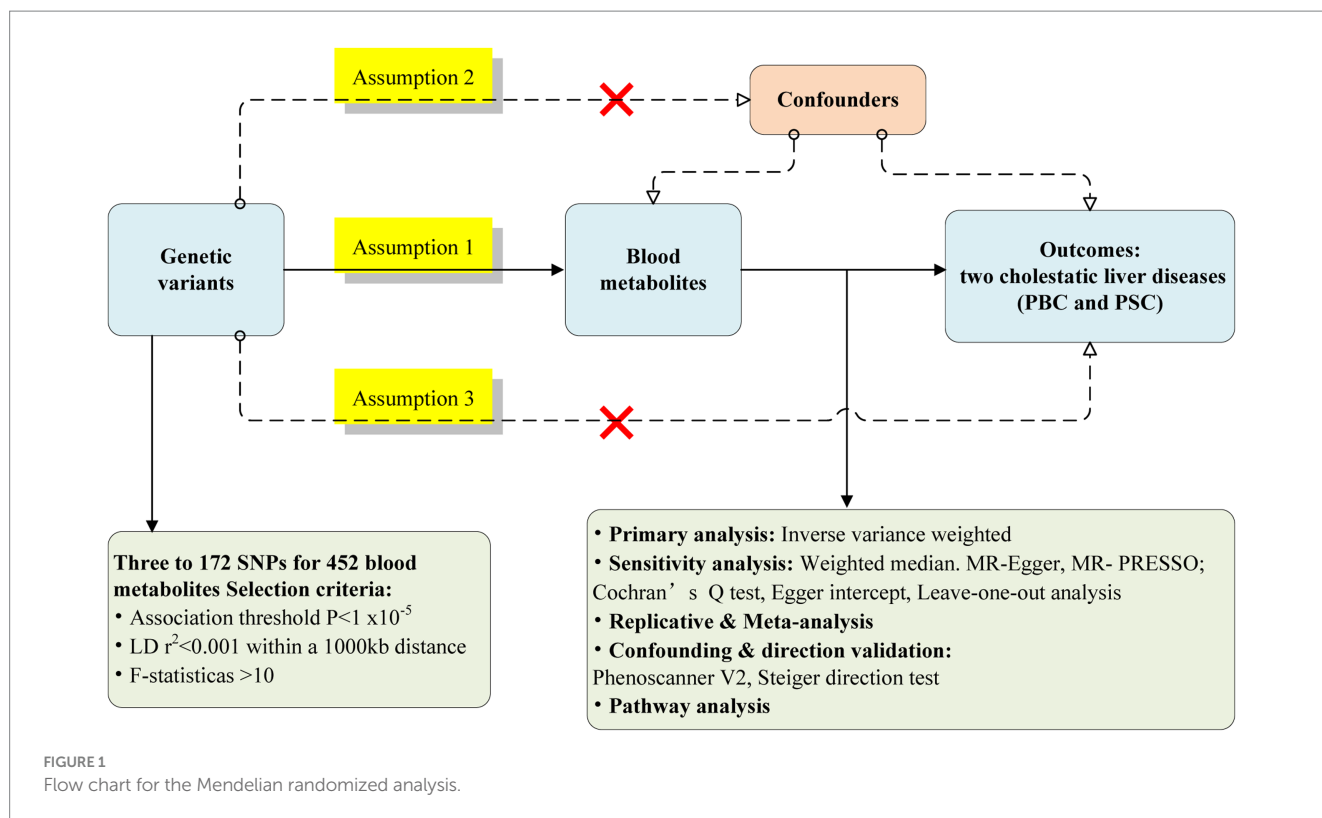 Assumption 2
Confounders
Genetic
variants
Assumption 1
Blood
metabolites
Outcomes:
two cholestatic liver diseases
(PBC and PSC)
Assumption 3
Three to 172 SNPs for 452 blood
metabolites Selection criteria:
• Association threshold P<1 x10⁻⁵
• LD r²<0.001 within a 1000kb distance
• F-statisticas >10
• Primary analysis: Inverse variance weighted
• Sensitivity analysis: Weighted median. MR-Egger, MR- PRESSO;
Cochran’s Q test, Egger intercept, Leave-one-out analysis
• Replicative & Meta-analysis
• Confounding & direction validation:
Phenoscanner V2, Steiger direction test
• Pathway analysis
FIGURE 1
Flow chart for the Mendelian randomized analysis.